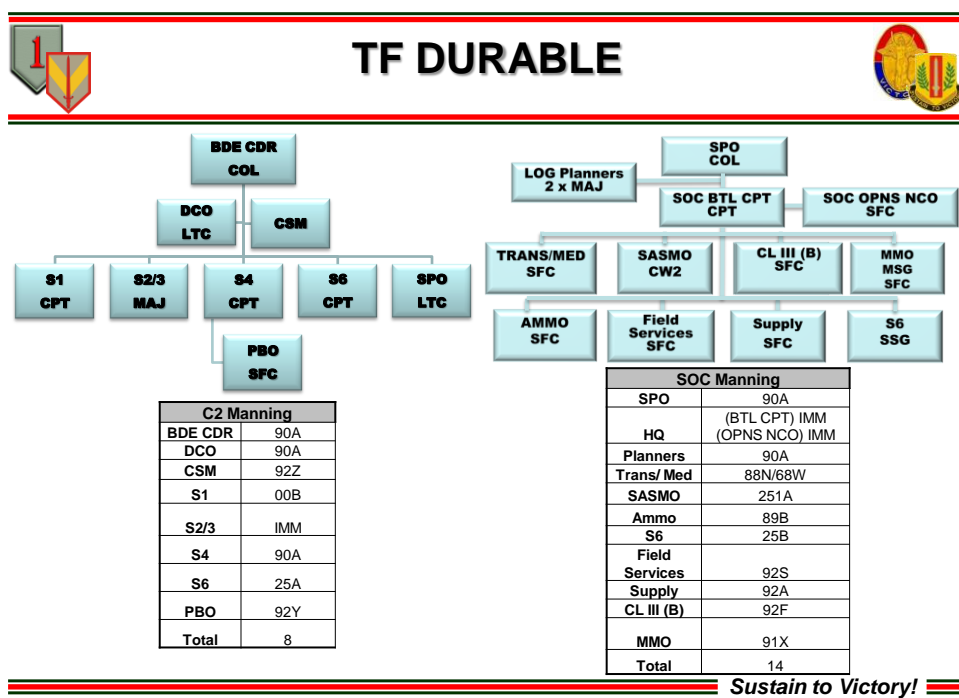 1
VICTORY
SUSTAIN TO VICTORY
TF DURABLE
BDE CDR
COL
DCO
LTC
CSM
S1
CPT
S2/3
MAJ
S4
CPT
S6
CPT
SPO
LTC
PBO
SFC
C2 Manning
BDE CDR 90A
DCO 90A
CSM 92Z
S1 00B
S2/3 IMM
S4 90A
S6 25A
PBO 92Y
Total 8
SPO
COL
LOG Planners
2 x MAJ
SOC BTL CPT
CPT
SOC OPNS NCO
SFC
TRANS/MED
SFC
SASMO
CW2
CL III (B)
SFC
MMO
MSG
SFC
AMMO
SFC
Field
Services
SFC
Supply
SFC
S6
SSG
SOC Manning
SPO 90A
(BTL CPT) IMM
HQ (OPNS NCO) IMM
Planners 90A
Trans/ Med 88N/68W
SASMO 251A
Ammo 89B
S6 25B
Field
Services 92S
Supply 92A
CL III (B) 92F
MMO 91X
Total 14
Sustain to Victory!